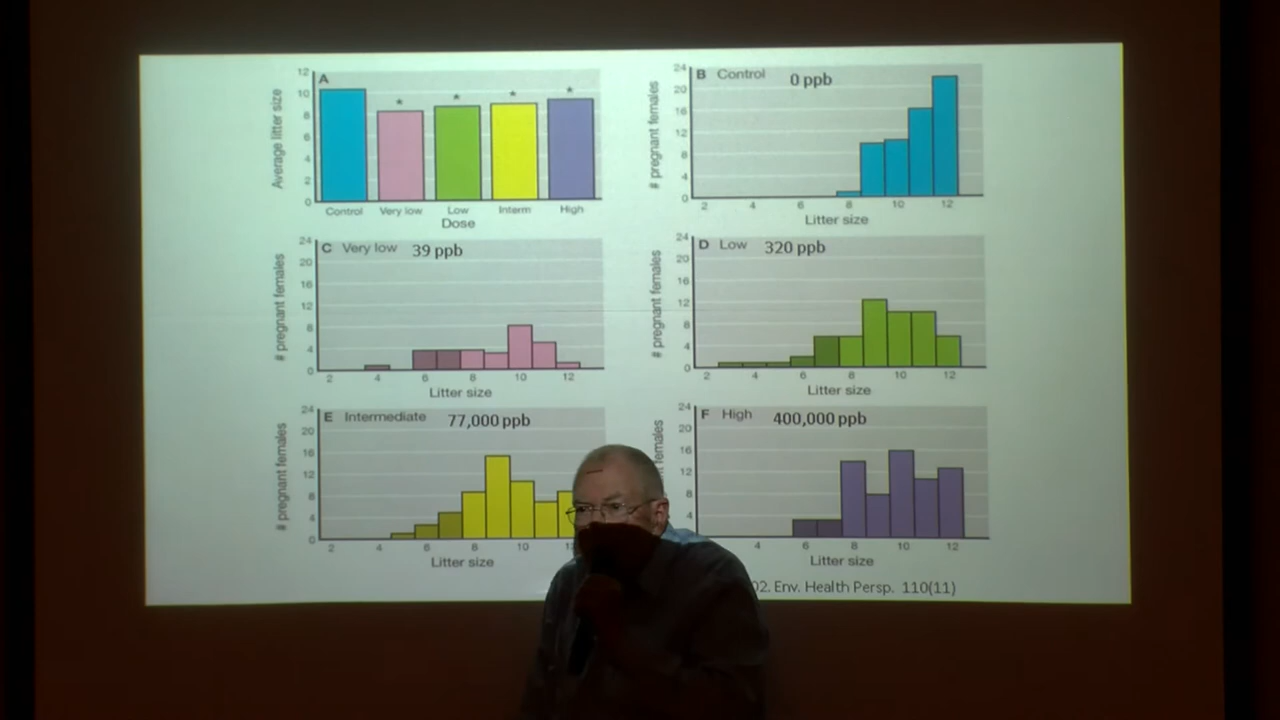 A
Average litter size
12
10
8
6
4
2
0
* * * *
Control Very low Low Interm High
Dose
B Control 0 ppb
# pregnant females
24
20
16
12
8
4
0
2 4 6 8 10 12
Litter size
C Very low 39 ppb
# pregnant females
24
20
16
12
8
4
0
2 4 6 8 10 12
Litter size
D Low 320 ppb
# pregnant females
24
20
16
12
8
4
0
2 4 6 8 10 12
Litter size
E Intermediate 77,000 ppb
# pregnant females
24
20
16
12
8
4
0
2 4 6 8 10
Litter size
F High 400,000 ppb
females
24
20
16
12
8
4
4 6 8 10 12
Litter size
02. Env. Health Persp. 110(11)